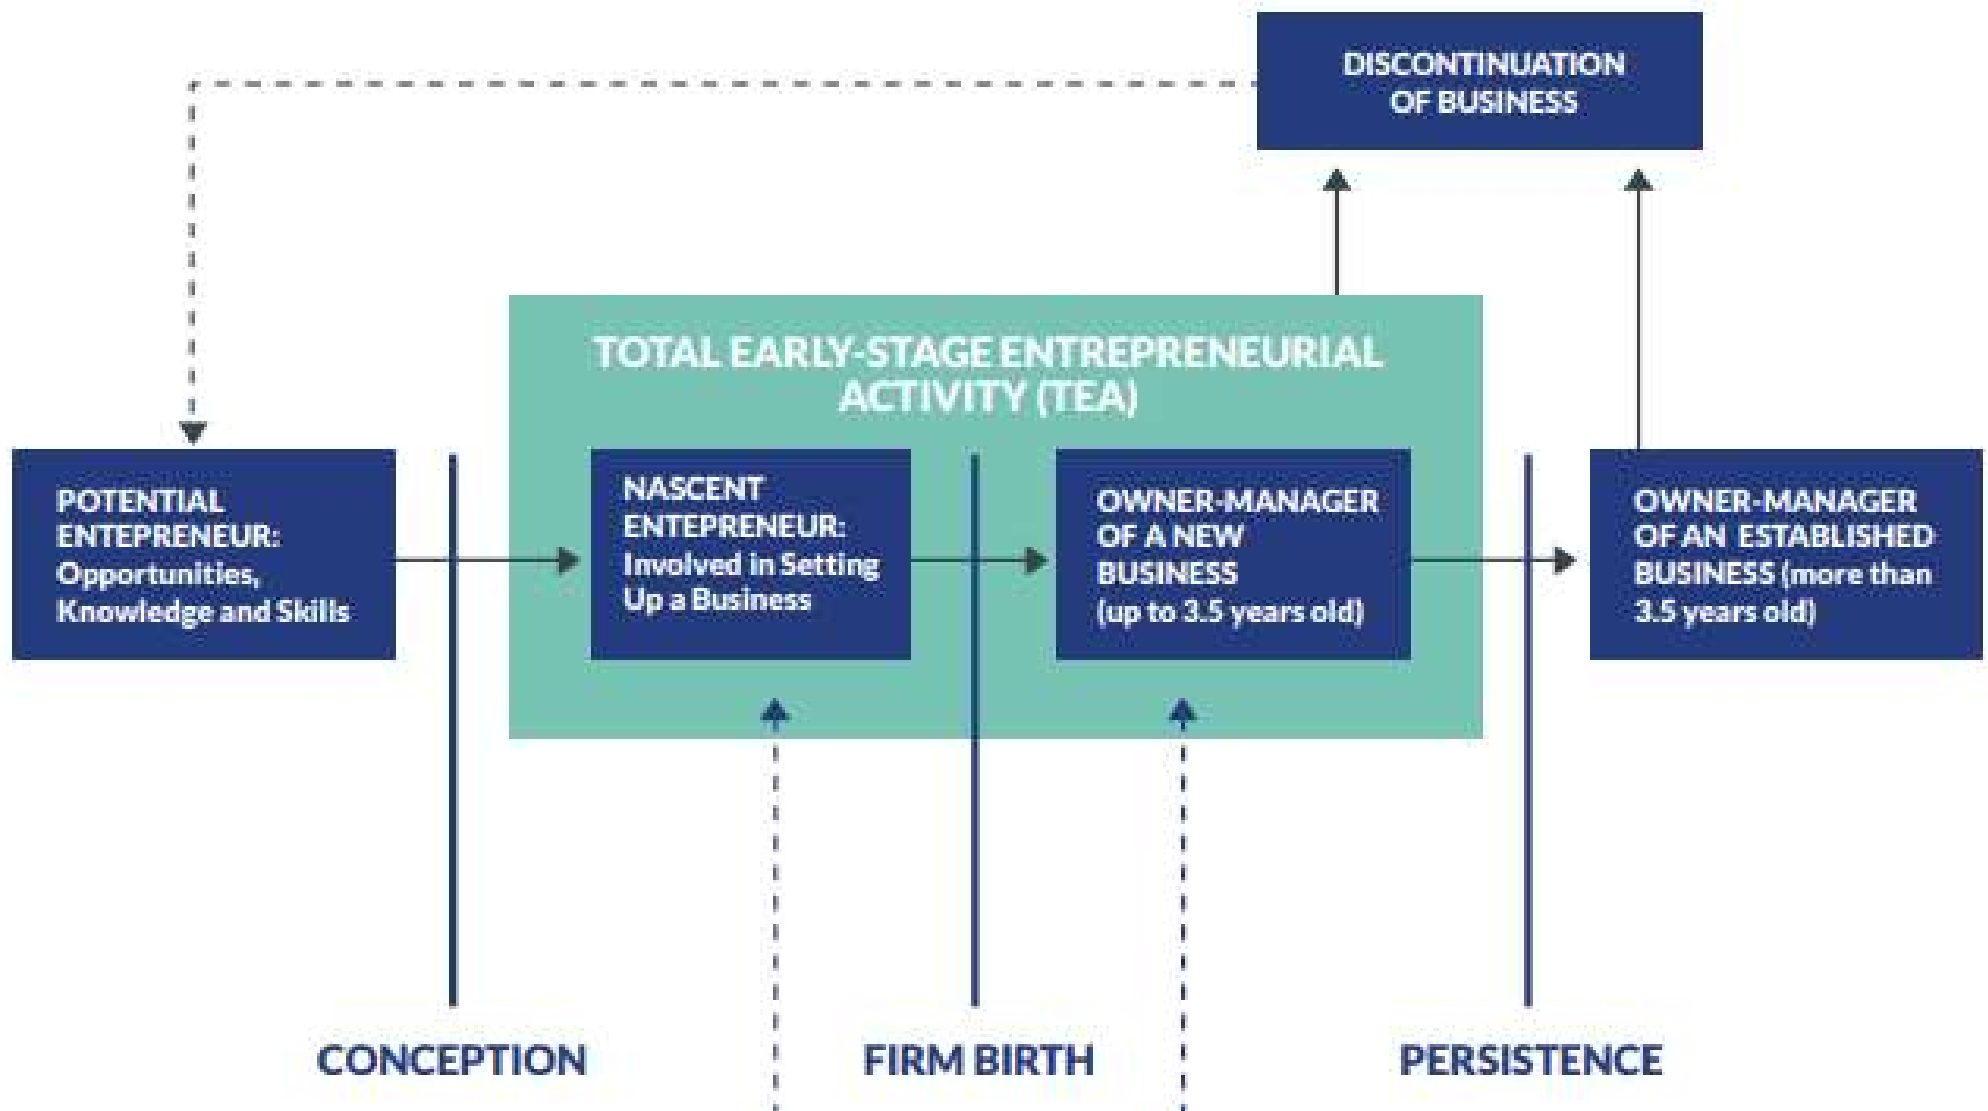 DISCONTINUATION
OF BUSINESS
TOTAL EARLY-STAGE ENTREPRENEURIAL
ACTIVITY (TEA)
POTENTIAL
ENTEPRENEUR:
Opportunities,
Knowledge and Skills
NASCENT
ENTEPRENEUR:
Involved in Setting
Up a Business
OWNER-MANAGER
OF A NEW
BUSINESS
(up to 3.5 years old)
OWNER-MANAGER
OF AN ESTABLISHED
BUSINESS (more than
3.5 years old)
CONCEPTION
FIRM BIRTH
PERSISTENCE